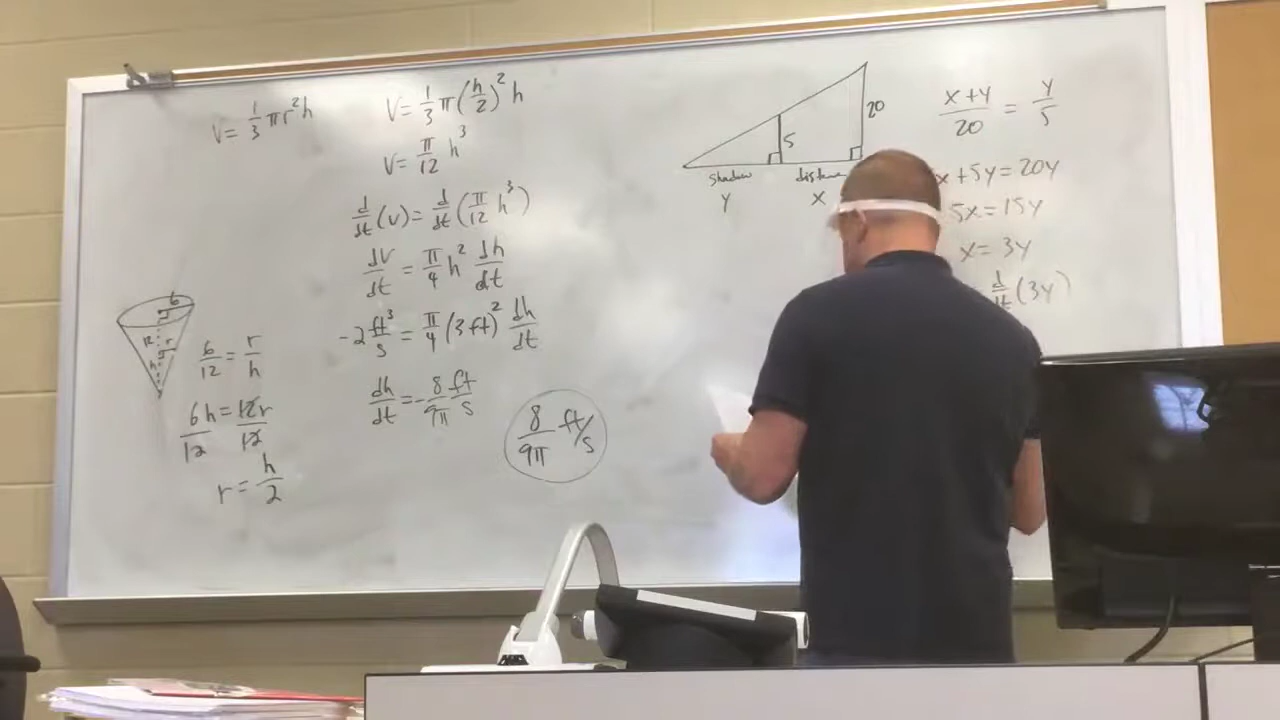 V = 1/3 πr²h
V = 1/3 π(h/2)² h
V = π/12 h³
d/dt (V) = d/dt (π/12 h³)
dV/dt = π/4 h² dh/dt
-2 ft³/s = π/4 (3 ft)² dh/dt
dh/dt = -8/9π ft/s
8/9π ft/s
6
12
r
h
6/12 = r/h
6h/12 = 12r/12
r = h/2
20
5
shadow
distan
Y
X
x+y/20 = y/5
x + 5y = 20y
5x = 15y
x = 3y
= d/dt (3y)